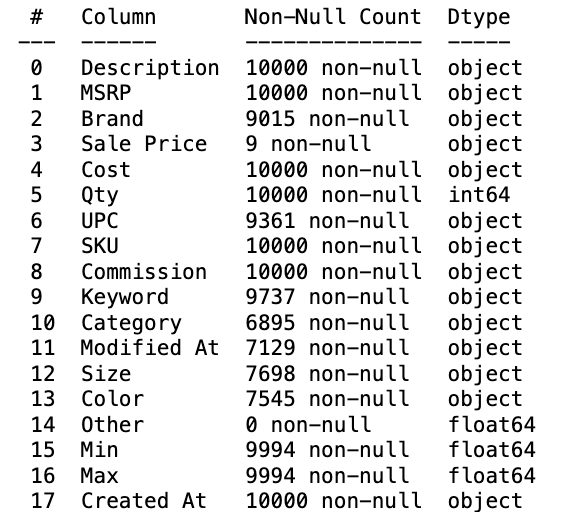 #   Column       Non-Null Count  Dtype
---  ------       --------------  -----
0   Description  10000 non-null  object
1   MSRP         10000 non-null  object
2   Brand        9015 non-null   object
3   Sale Price   9 non-null      object
4   Cost         10000 non-null  object
5   Qty          10000 non-null  int64
6   UPC          9361 non-null   object
7   SKU          10000 non-null  object
8   Commission   10000 non-null  object
9   Keyword      9737 non-null   object
10  Category     6895 non-null   object
11  Modified At  7129 non-null   object
12  Size         7698 non-null   object
13  Color        7545 non-null   object
14  Other        0 non-null      float64
15  Min          9994 non-null   float64
16  Max          9994 non-null   float64
17  Created At   10000 non-null  object